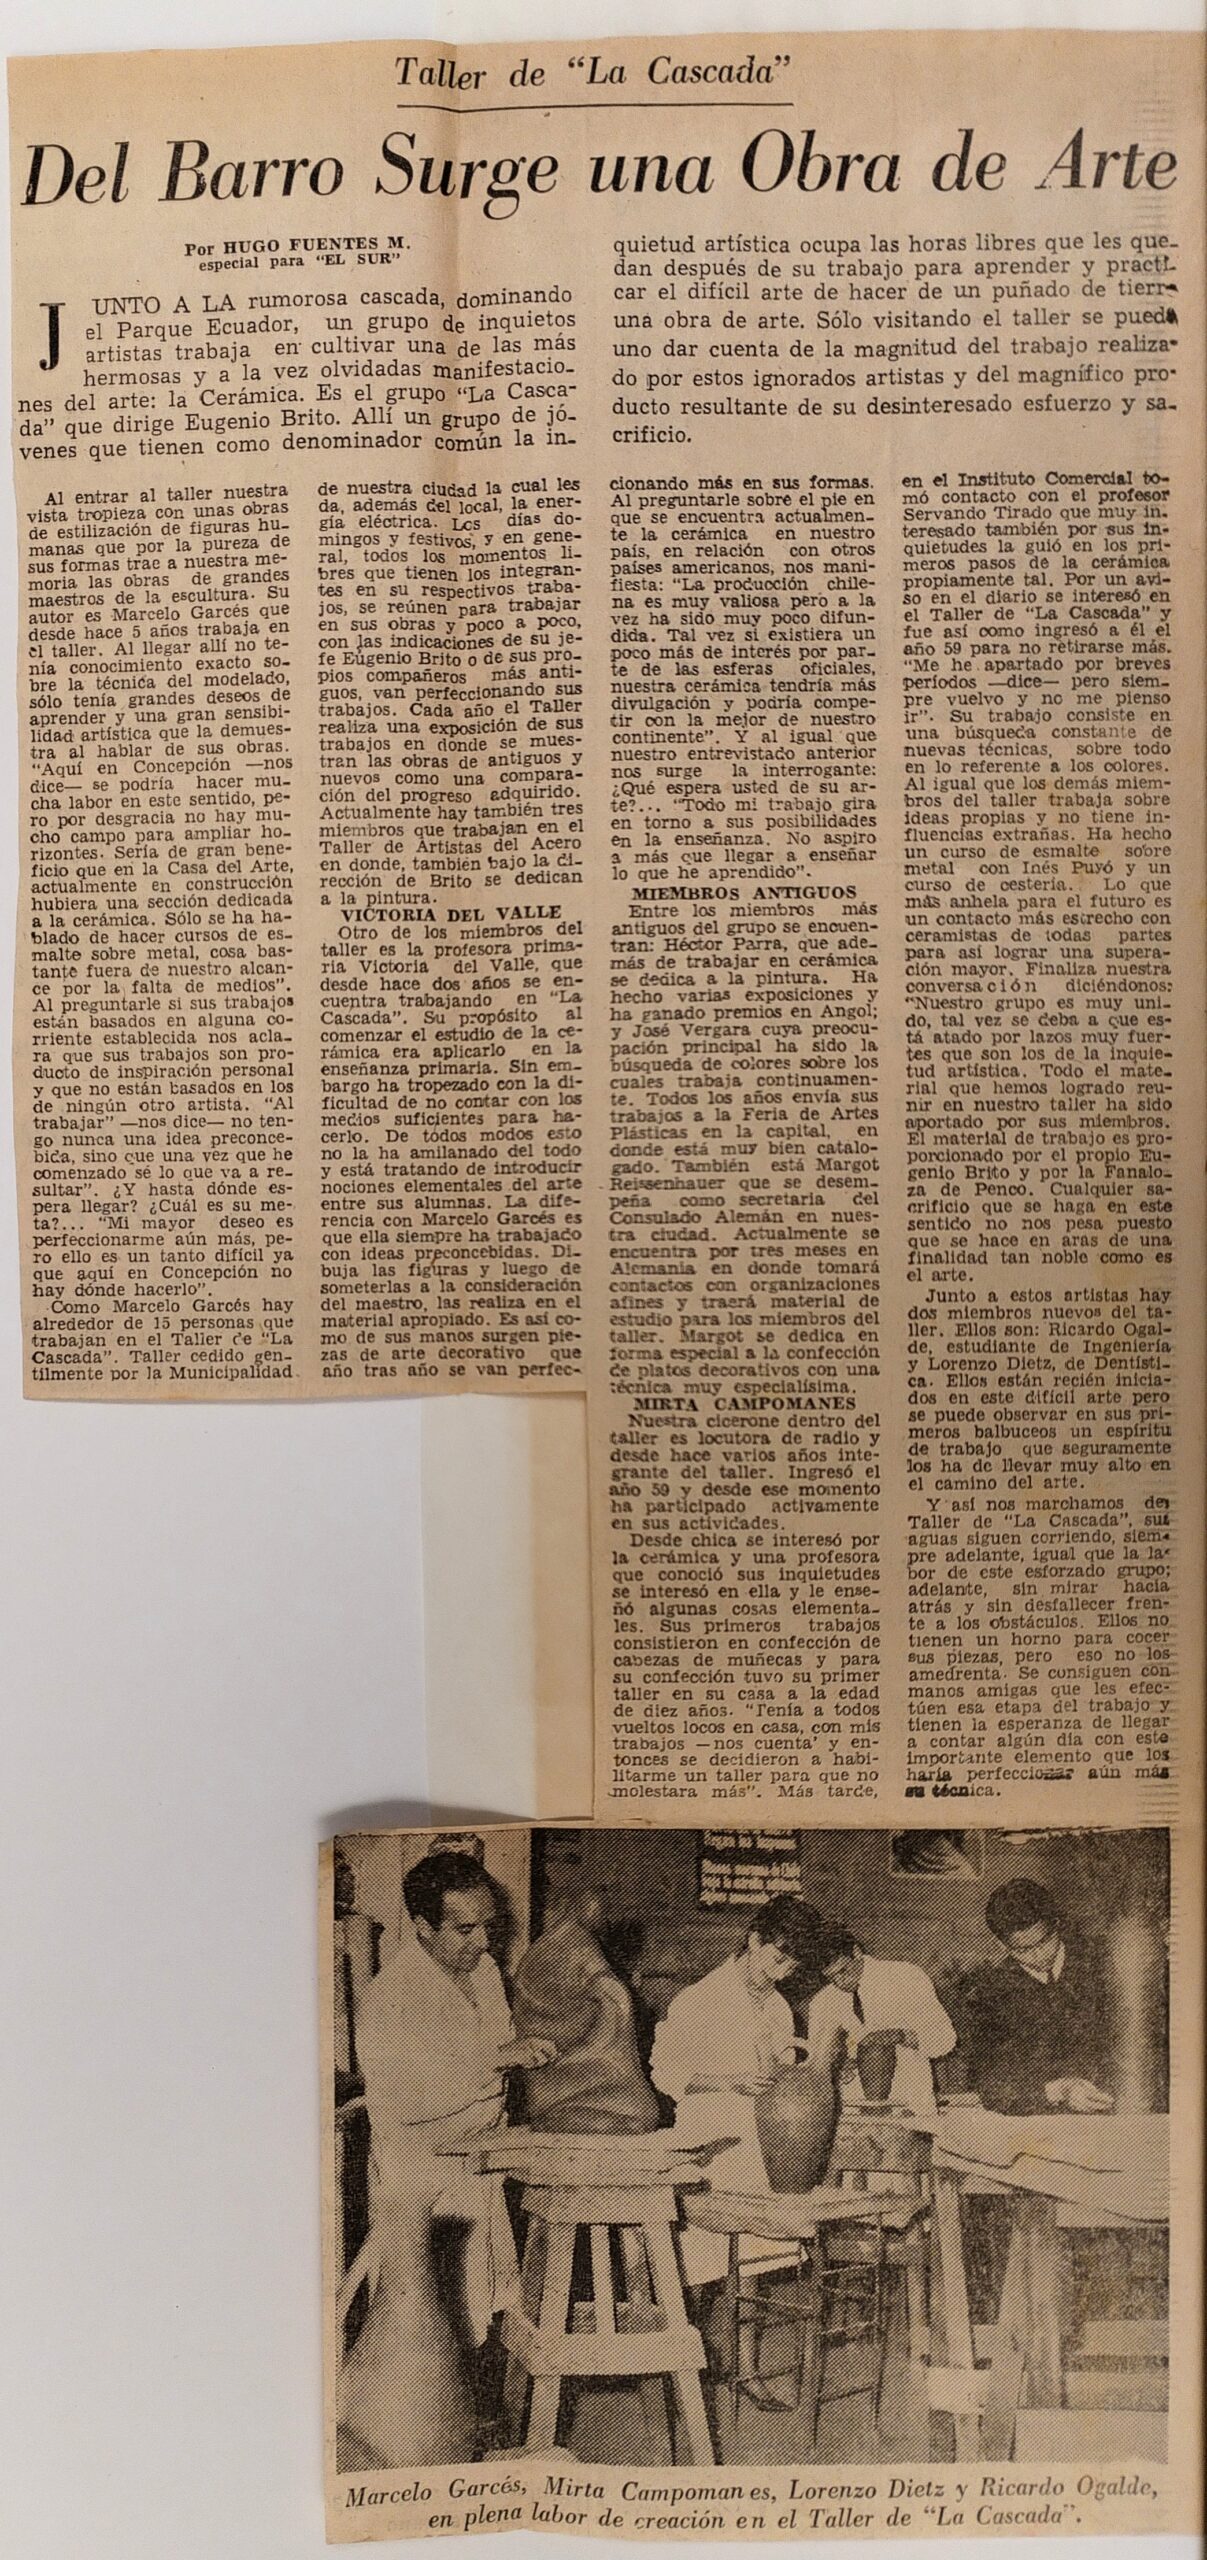 Taller de “La Cascada”
Del Barro Surge una Obra de Arte
Por HUGO FUENTES M.
especial para “EL SUR”
JUNTO A LA rumorosa cascada, dominando
el Parque Ecuador, un grupo de inquietos
artistas trabaja en cultivar una de las más
hermosas y a la vez olvidadas manifestacio-
nes del arte: la Cerámica. Es el grupo “La Casca-
da” que dirige Eugenio Brito. Allí un grupo de jó-
venes que tienen como denominador común la in-
quietud artística ocupa las horas libres que les que-
dan después de su trabajo para aprender y practi-
car el difícil arte de hacer de un puñado de tierra
una obra de arte. Sólo visitando el taller se puede
uno dar cuenta de la magnitud del trabajo realiza-
do por estos ignorados artistas y del magnífico pro-
ducto resultante de su desinteresado esfuerzo y sa-
crificio.
Al entrar al taller nuestra
vista tropieza con unas obras
de estilización de figuras hu-
manas que por la pureza de
sus formas trae a nuestra me-
moria las obras de grandes
maestros de la escultura. Su
autor es Marcelo Garcés que
desde hace 5 años trabaja en
el taller. Al llegar allí no te-
nía conocimiento exacto so-
bre la técnica del modelado,
sólo tenía grandes deseos de
aprender y una gran sensibi-
lidad artística que la demues-
tra al hablar de sus obras.
“Aquí en Concepción —nos
dice— se podría hacer mu-
cha labor en este sentido, pe-
ro por desgracia no hay mu-
cho campo para ampliar ho-
rizontes. Sería de gran bene-
ficio que en la Casa del Arte,
actualmente en construcción
hubiera una sección dedicada
a la cerámica. Sólo se ha ha-
blado de hacer cursos de es-
malte sobre metal, cosa bas-
tante fuera de nuestro alcan-
ce por la falta de medios”.
Al preguntarle si sus trabajos
están basados en alguna co-
rriente establecida nos acla-
ra que sus trabajos son pro-
ducto de inspiración personal
y que no están basados en los
de ningún otro artista. “Al
trabajar” —nos dice— no ten-
go nunca una idea preconce-
bida, sino que una vez que he
comenzado sé lo que va a re-
sultar”. ¿Y hasta dónde es-
pera llegar? ¿Cuál es su me-
ta?... “Mi mayor deseo es
perfeccionarme aún más, pe-
ro ello es un tanto difícil ya
que aquí en Concepción no
hay dónde hacerlo”.
Como Marcelo Garcés hay
alrededor de 15 personas que
trabajan en el Taller de “La
Cascada”. Taller cedido gen-
tilmente por la Municipalidad
de nuestra ciudad la cual les
da, además del local, la ener-
gía eléctrica. Los días do-
mingos y festivos, y en gene-
ral, todos los momentos li-
bres que tienen los integran-
tes en su respectivos traba-
jos, se reúnen para trabajar
en sus obras y poco a poco,
con las indicaciones de su je-
fe Eugenio Brito o de sus pro-
pios compañeros más anti-
guos, van perfeccionando sus
trabajos. Cada año el Taller
realiza una exposición de sus
trabajos en donde se mues-
tran las obras de antiguos y
nuevos como una compara-
ción del progreso adquirido.
Actualmente hay también tres
miembros que trabajan en el
Taller de Artistas del Acero
en donde, también bajo la di-
rección de Brito se dedican
a la pintura.
VICTORIA DEL VALLE
Otro de los miembros del
taller es la profesora prima-
ria Victoria del Valle, que
desde hace dos años se en-
cuentra trabajando en “La
Cascada”. Su propósito al
comenzar el estudio de la ce-
rámica era aplicarlo en la
enseñanza primaria. Sin em-
bargo ha tropezado con la di-
ficultad de no contar con los
medios suficientes para ha-
cerlo. De todos modos esto
no la ha amilanado del todo
y está tratando de introducir
nociones elementales del arte
entre sus alumnas. La dife-
rencia con Marcelo Garcés es
que ella siempre ha trabajado
con ideas preconcebidas. Di-
buja las figuras y luego de
someterlas a la consideración
del maestro, las realiza en el
material apropiado. Es así co-
mo de sus manos surgen pie-
zas de arte decorativo que
año tras año se van perfec-
cionando más en sus formas.
Al preguntarle sobre el pie en
que se encuentra actualmen-
te la cerámica en nuestro
país, en relación con otros
países americanos, nos mani-
fiesta: “La producción chile-
na es muy valiosa pero a la
vez ha sido muy poco difun-
dida. Tal vez si existiera un
poco más de interés por par-
te de las esferas oficiales,
nuestra cerámica tendría más
divulgación y podría compe-
tir con la mejor de nuestro
continente”. Y al igual que
nuestro entrevistado anterior
nos surge la interrogante:
¿Qué espera usted de su ar-
te?... “Todo mi trabajo gira
en torno a sus posibilidades
en la enseñanza. No aspiro
a más que llegar a enseñar
lo que he aprendido”.
MIEMBROS ANTIGUOS
Entre los miembros más
antiguos del grupo se encuen-
tran: Héctor Parra, que ade-
más de trabajar en cerámica
se dedica a la pintura. Ha
hecho varias exposiciones y
ha ganado premios en Angol;
y José Vergara cuya preocu-
pación principal ha sido la
búsqueda de colores sobre los
cuales trabaja continuamen-
te. Todos los años envía sus
trabajos a la Feria de Artes
Plásticas en la capital, en
donde está muy bien catalo-
gado. También está Margot
Reissenhauer que se desem-
peña como secretaria del
Consulado Alemán en nues-
tra ciudad. Actualmente se
encuentra por tres meses en
Alemania en donde tomará
contactos con organizaciones
afines y traerá material de
estudio para los miembros del
taller. Margot se dedica en
forma especial a la confección
de platos decorativos con una
técnica muy especialísima.
MIRTA CAMPOMANES
Nuestra cicerone dentro del
taller es locutora de radio y
desde hace varios años inte-
grante del taller. Ingresó el
año 59 y desde ese momento
ha participado activamente
en sus actividades.
Desde chica se interesó por
la cerámica y una profesora
que conoció sus inquietudes
se interesó en ella y le ense-
ñó algunas cosas elementa-
les. Sus primeros trabajos
consistieron en confección de
cabezas de muñecas y para
su confección tuvo su primer
taller en su casa a la edad
de diez años. “Tenía a todos
vueltos locos en casa, con mis
trabajos —nos cuenta’ y en-
tonces se decidieron a habi-
litarme un taller para que no
molestara más”. Más tarde,
en el Instituto Comercial to-
mó contacto con el profesor
Servando Tirado que muy in-
teresado también por sus in-
quietudes la guió en los pri-
meros pasos de la cerámica
propiamente tal. Por un avi-
so en el diario se interesó en
el Taller de “La Cascada” y
fue así como ingresó a él el
año 59 para no retirarse más.
“Me he apartado por breves
períodos —dice— pero siem-
pre vuelvo y no me pienso
ir”. Su trabajo consiste en
una búsqueda constante de
nuevas técnicas, sobre todo
en lo referente a los colores.
Al igual que los demás miem-
bros del taller trabaja sobre
ideas propias y no tiene in-
fluencias extrañas. Ha hecho
un curso de esmalte sobre
metal con Inés Puyó y un
curso de cestería. Lo que
más anhela para el futuro es
un contacto más estrecho con
ceramistas de todas partes
para así lograr una supera-
ción mayor. Finaliza nuestra
conversación diciéndonos:
“Nuestro grupo es muy uni-
do, tal vez se deba a que es-
tá atado por lazos muy fuer-
tes que son los de la inquie-
tud artística. Todo el mate-
rial que hemos logrado reu-
nir en nuestro taller ha sido
aportado por sus miembros.
El material de trabajo es pro-
porcionado por el propio Eu-
genio Brito y por la Fanalo-
za de Penco. Cualquier sa-
crificio que se haga en este
sentido no nos pesa puesto
que se hace en aras de una
finalidad tan noble como es
el arte.
Junto a estos artistas hay
dos miembros nuevos del ta-
ller. Ellos son: Ricardo Ogal-
de, estudiante de Ingeniería
y Lorenzo Dietz, de Dentísti-
ca. Ellos están recién inicia-
dos en este difícil arte pero
se puede observar en sus pri-
meros balbuceos un espíritu
de trabajo que seguramente
los ha de llevar muy alto en
el camino del arte.
Y así nos marchamos del
Taller de “La Cascada”, sus
aguas siguen corriendo, siem-
pre adelante, igual que la la-
bor de este esforzado grupo;
adelante, sin mirar hacia
atrás y sin desfallecer fren-
te a los obstáculos. Ellos no
tienen un horno para cocer
sus piezas, pero eso no los
amedrenta. Se consiguen con
manos amigas que les efec-
túen esa etapa del trabajo y
tienen la esperanza de llegar
a contar algún día con este
importante elemento que los
haría perfeccionar aún más
su técnica.
Marcelo Garcés, Mirta Campomanes, Lorenzo Dietz y Ricardo Ogalde,
en plena labor de creación en el Taller de “La Cascada”.